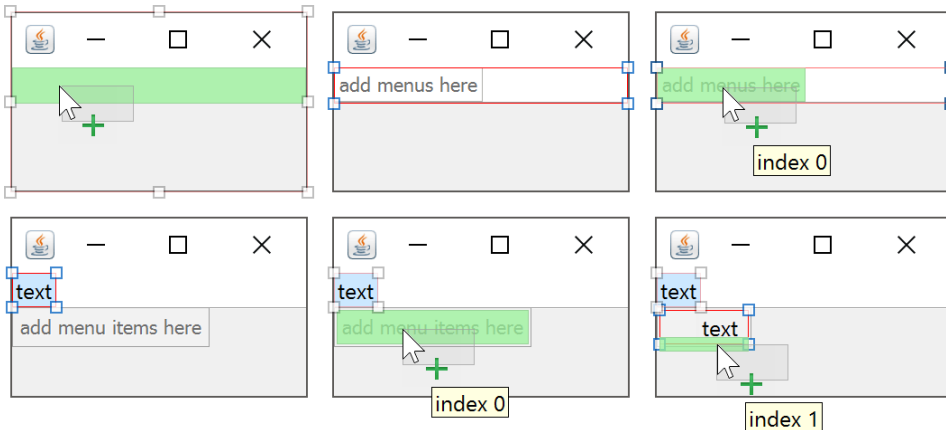 add menus here
add menus here
index 0
text
add menu items here
text
add menu items here
index 0
text
text
index 1